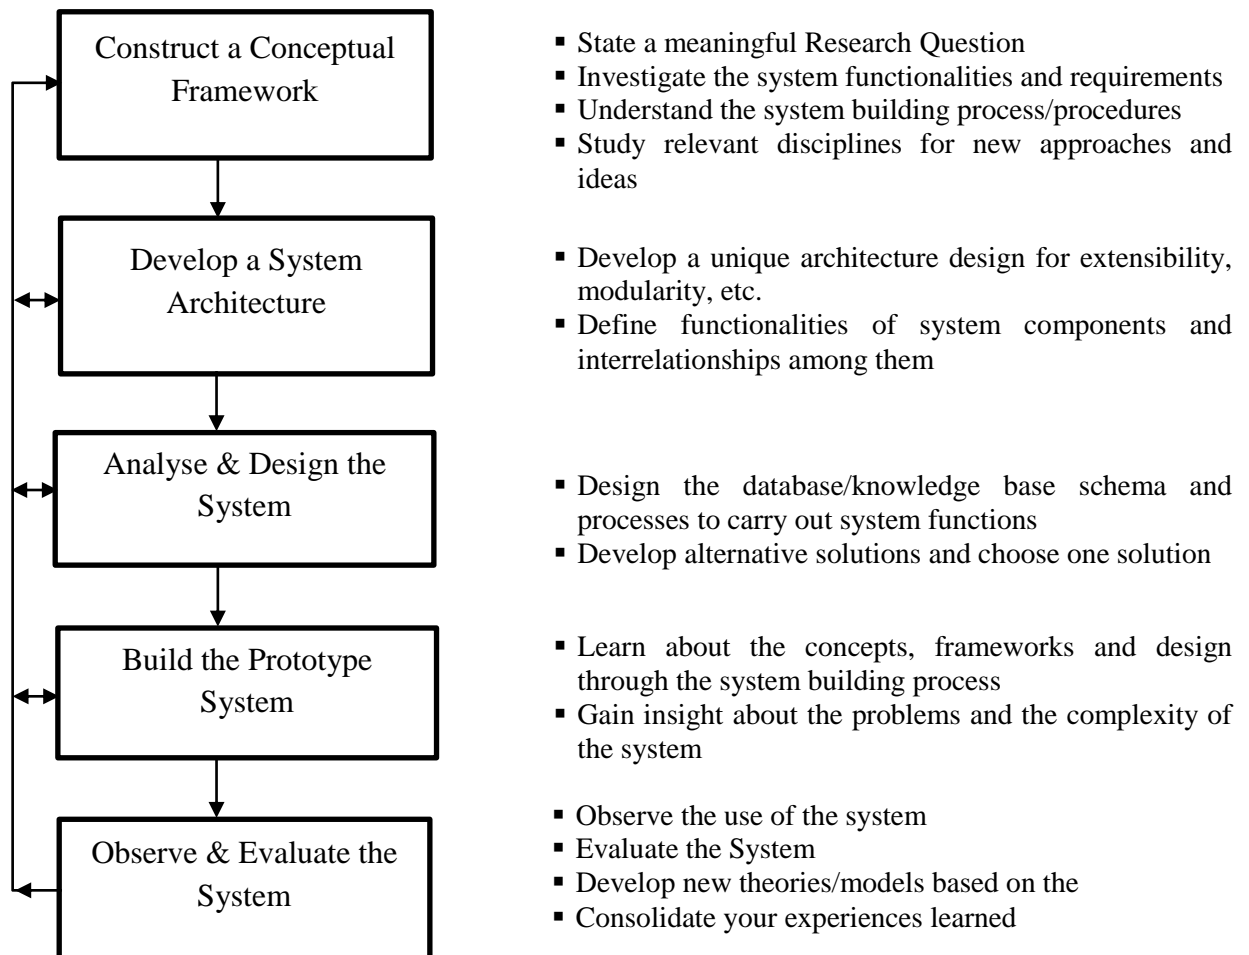 Construct a Conceptual
Framework
▪ State a meaningful Research Question
▪ Investigate the system functionalities and requirements
▪ Understand the system building process/procedures
▪ Study relevant disciplines for new approaches and
ideas
Develop a System
Architecture
▪ Develop a unique architecture design for extensibility,
modularity, etc.
▪ Define functionalities of system components and
interrelationships among them
Analyse & Design the
System
▪ Design the database/knowledge base schema and
processes to carry out system functions
▪ Develop alternative solutions and choose one solution
Build the Prototype
System
▪ Learn about the concepts, frameworks and design
through the system building process
▪ Gain insight about the problems and the complexity of
the system
Observe & Evaluate the
System
▪ Observe the use of the system
▪ Evaluate the System
▪ Develop new theories/models based on the
▪ Consolidate your experiences learned